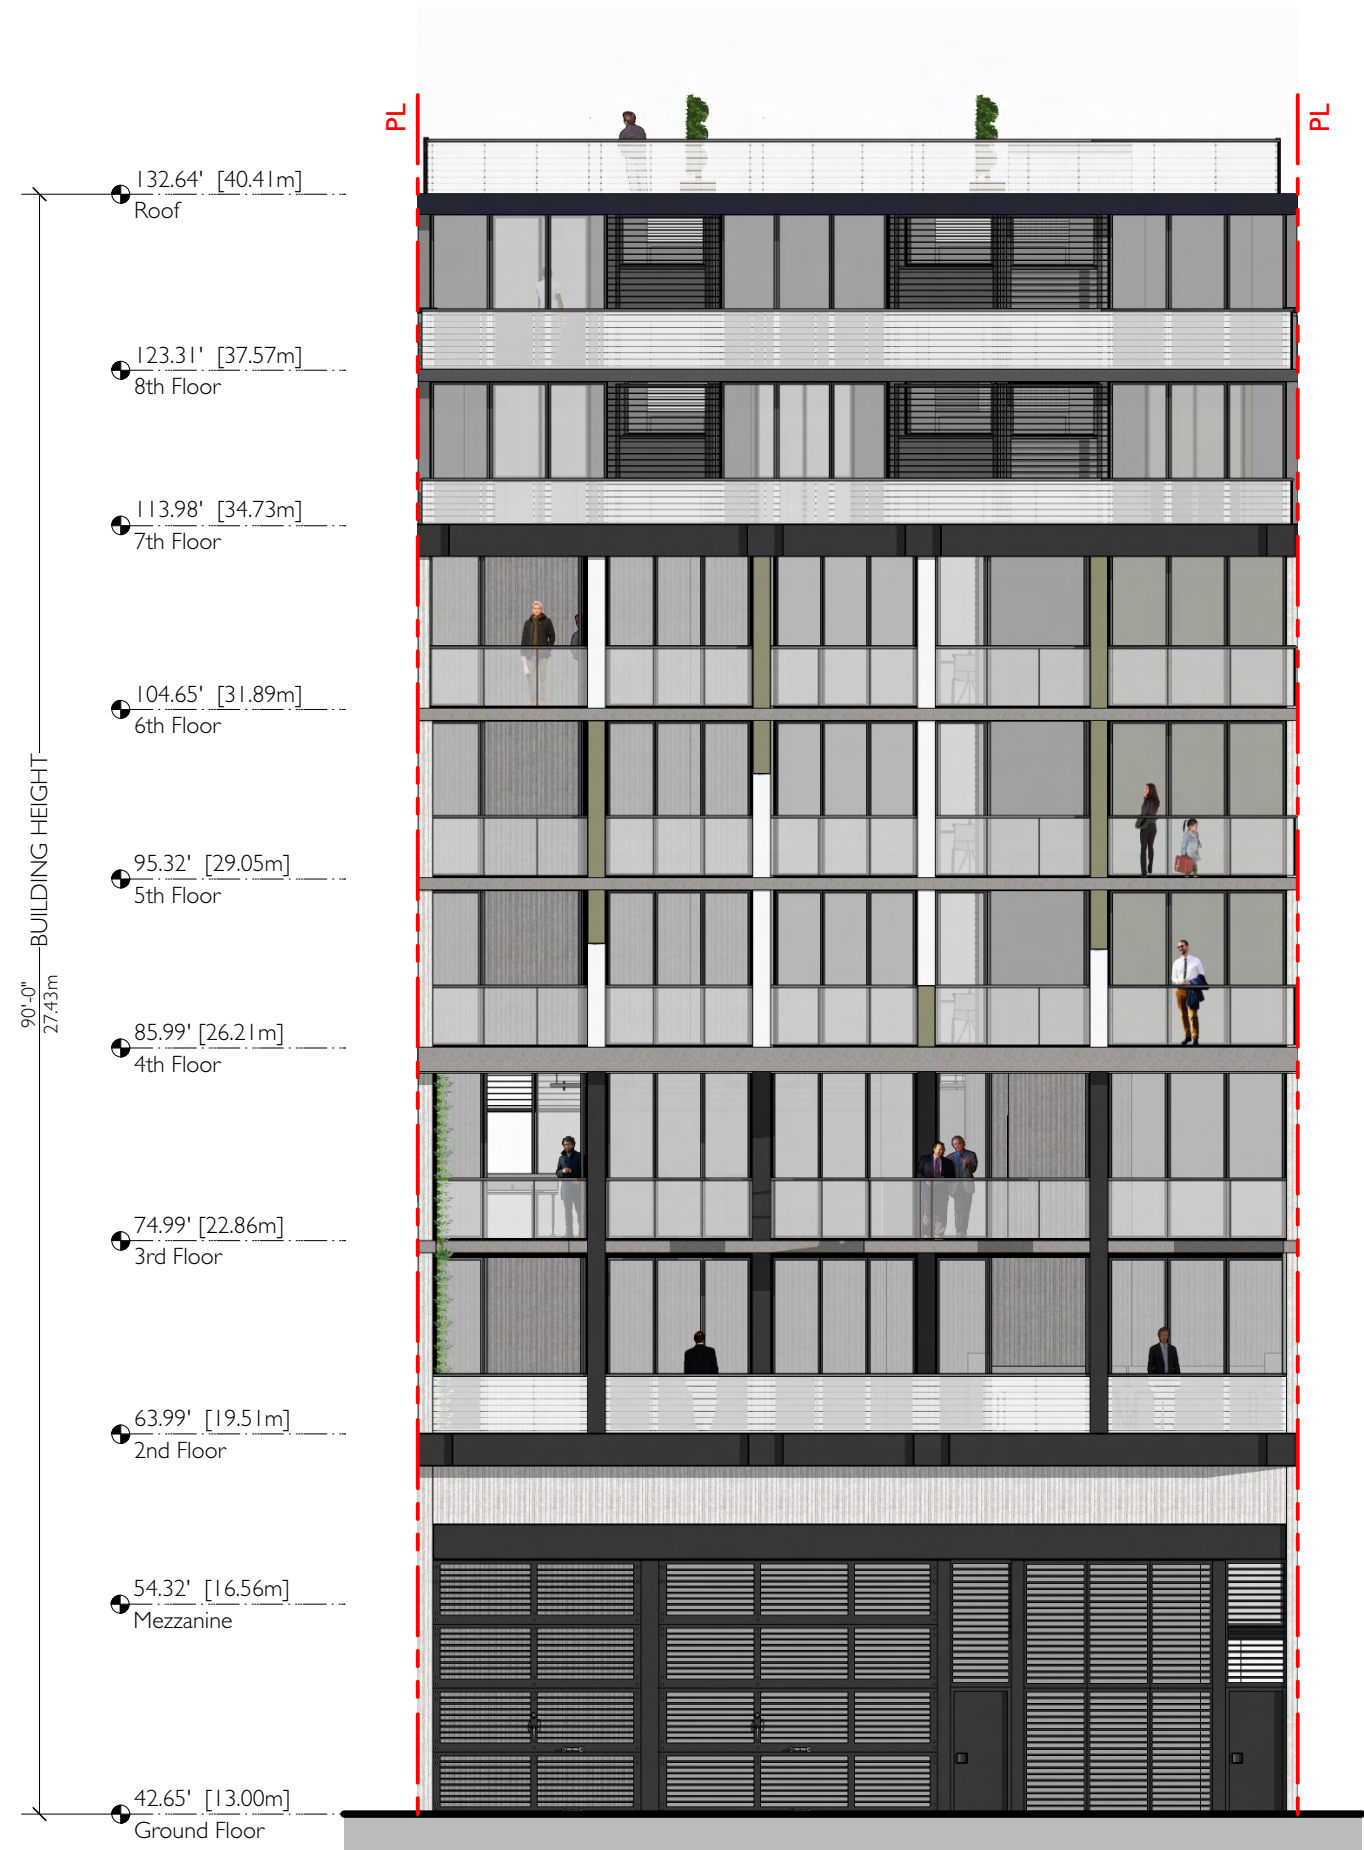 PL
PL
132.64' [40.41m]
Roof
123.31' [37.57m]
8th Floor
113.98' [34.73m]
7th Floor
104.65' [31.89m]
6th Floor
95.32' [29.05m]
5th Floor
85.99' [26.21m]
4th Floor
74.99' [22.86m]
3rd Floor
63.99' [19.51m]
2nd Floor
54.32' [16.56m]
Mezzanine
42.65' [13.00m]
Ground Floor
BUILDING HEIGHT
90'-0"
27.43m